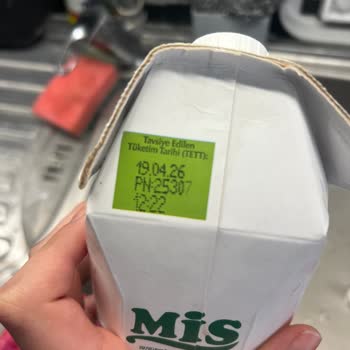 Tavsiye Edilen
Tüketim Tarihi (TETT):
19.04.26
PN:25307
12:22
MiS